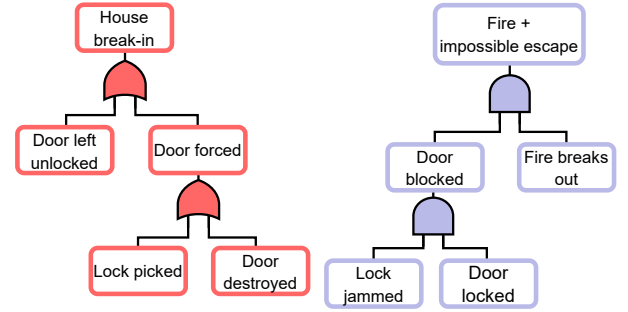 House
break-in
Door left
unlocked
Door forced
Lock picked
Door
destroyed
Fire +
impossible escape
Door
blocked
Fire breaks
out
Lock
jammed
Door
locked